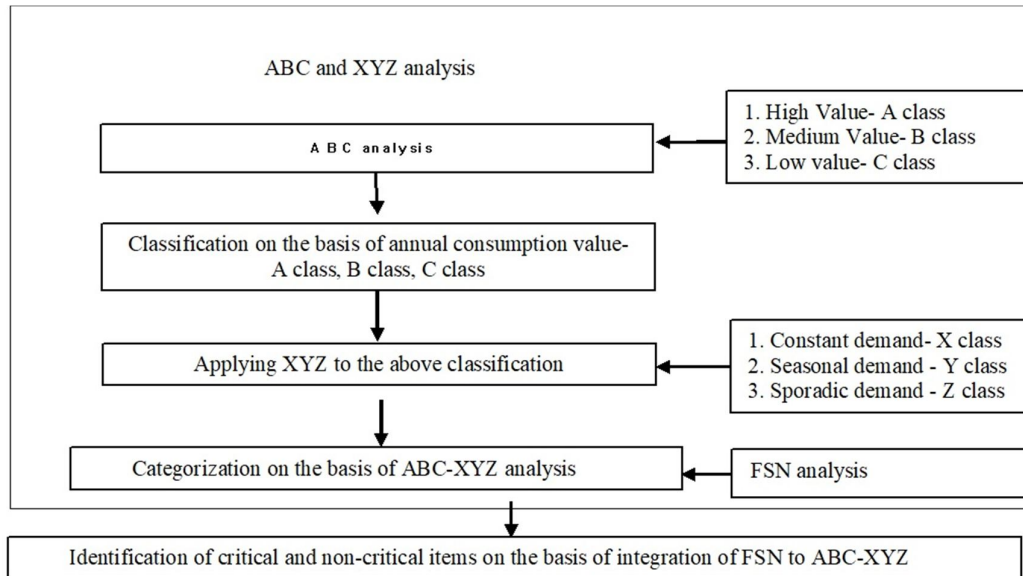 ABC and XYZ analysis
1. High Value- A class
2. Medium Value- B class
3. Low value- C class
ABC analysis
Classification on the basis of annual consumption value-
A class, B class, C class
1. Constant demand- X class
2. Seasonal demand - Y class
3. Sporadic demand - Z class
Applying XYZ to the above classification
Categorization on the basis of ABC-XYZ analysis
FSN analysis
Identification of critical and non-critical items on the basis of integration of FSN to ABC-XYZ